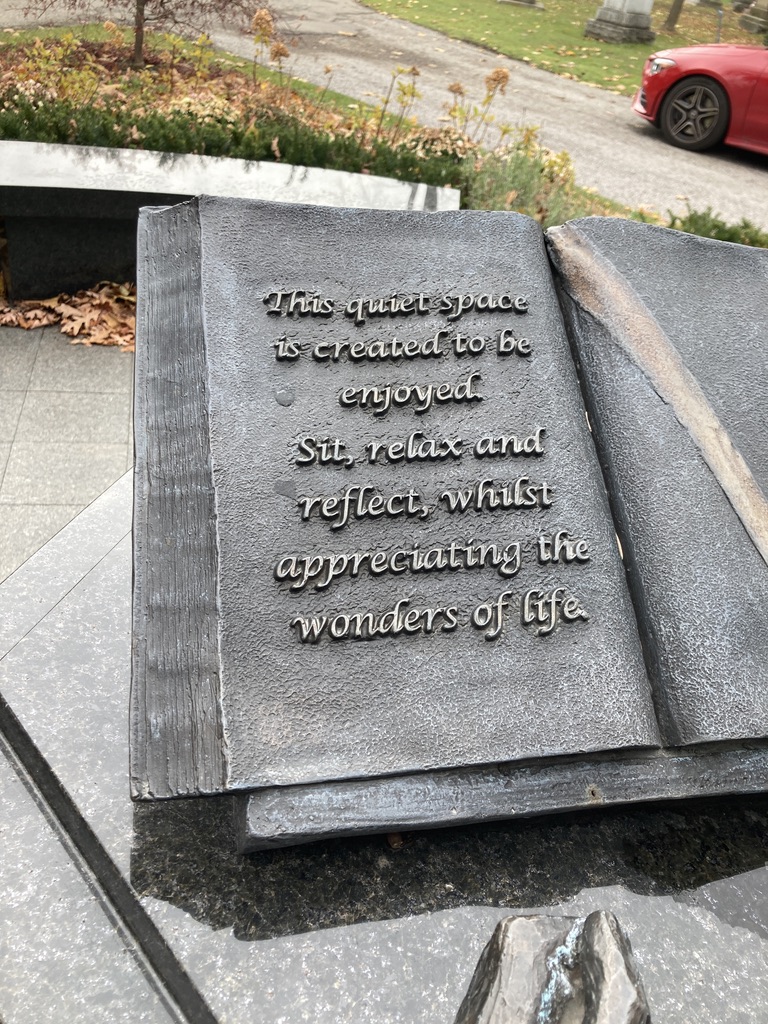 This quiet space
is created to be
enjoyed.
Sit, relax and
reflect, whilst
appreciating the
wonders of life.